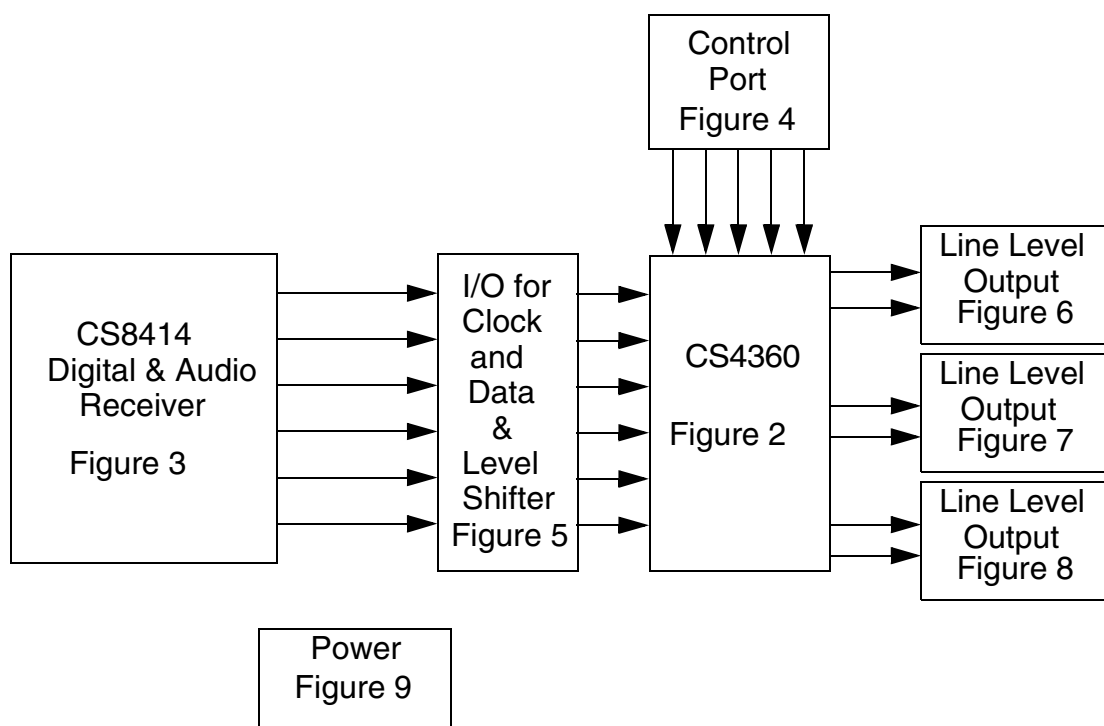 Control
Port
Figure 4
CS8414
Digital & Audio
Receiver
Figure 3
I/O for
Clock
and
Data
&
Level
Shifter
Figure 5
CS4360
Figure 2
Line Level
Output
Figure 6
Line Level
Output
Figure 7
Line Level
Output
Figure 8
Power
Figure 9